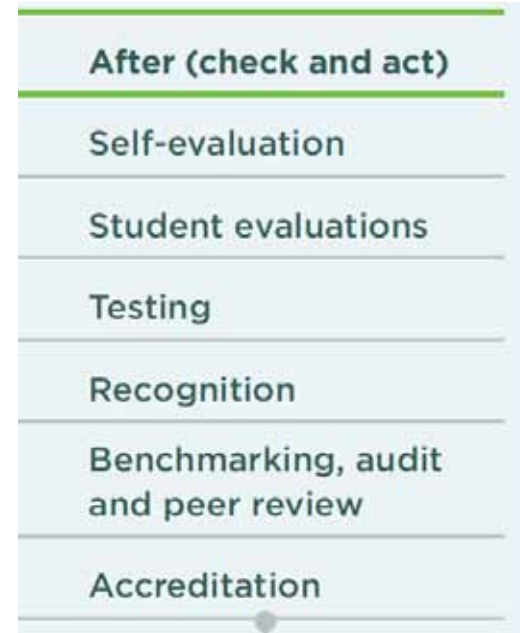 After (check and act)
Self-evaluation
Student evaluations
Testing
Recognition
Benchmarking, audit
and peer review
Accreditation